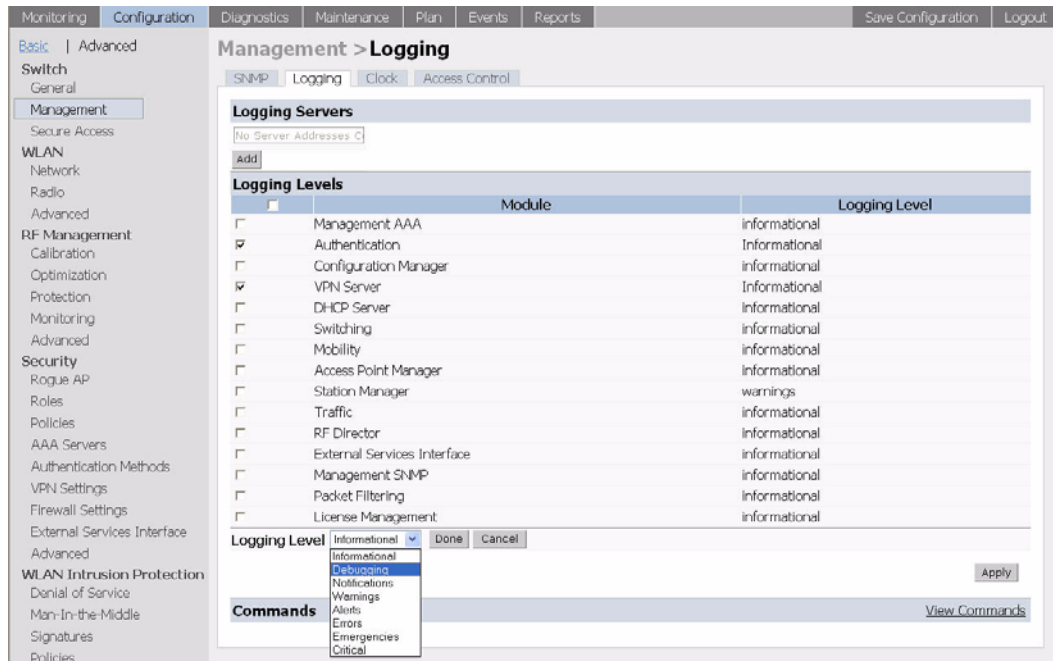 Monitoring Configuration Diagnostics Maintenance Plan Events Reports Save Configuration Logout
Basic | Advanced
Switch
General
Management
Secure Access
WLAN
Network
Radio
Advanced
RF Management
Calibration
Optimization
Protection
Monitoring
Advanced
Security
Rogue AP
Roles
Policies
AAA Servers
Authentication Methods
VPN Settings
Firewall Settings
External Services Interface
Advanced
WLAN Intrusion Protection
Denial of Service
Man-In-the-Middle
Signatures
Policies
Management > Logging
SNMP Logging Clock Access Control
Logging Servers
No Server Addresses C
Add
Logging Levels
Module Logging Level
Management AAA informational
Authentication Informational
Configuration Manager informational
VPN Server Informational
DHCP Server informational
Switching informational
Mobility informational
Access Point Manager informational
Station Manager warnings
Traffic informational
RF Director informational
External Services Interface informational
Management SNMP informational
Packet Filtering informational
License Management informational
Logging Level Informational Done Cancel
Informational
Debugging
Notifications
Warnings
Alerts
Errors
Emergencies
Critical
Apply
Commands View Commands